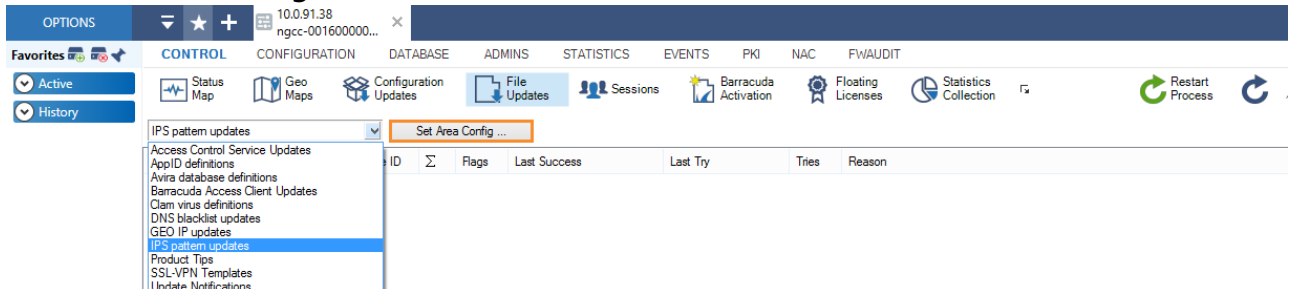 OPTIONS
10.0.91.38
ngcc-001600000...
Favorites
CONTROL CONFIGURATION DATABASE ADMINS STATISTICS EVENTS PKI NAC FWAUDIT
Active
History
Status Map
Geo Maps
Configuration Updates
File Updates
Sessions
Barracuda Activation
Floating Licenses
Statistics Collection
Restart Process
IPS pattern updates
Set Area Config ...
ID Σ Flags Last Success Last Try Tries Reason
Access Control Service Updates
AppID definitions
Avira database definitions
Barracuda Access Client Updates
Clam virus definitions
DNS blacklist updates
GEO IP updates
IPS pattern updates
Product Tips
SSL-VPN Templates
Update Notifications